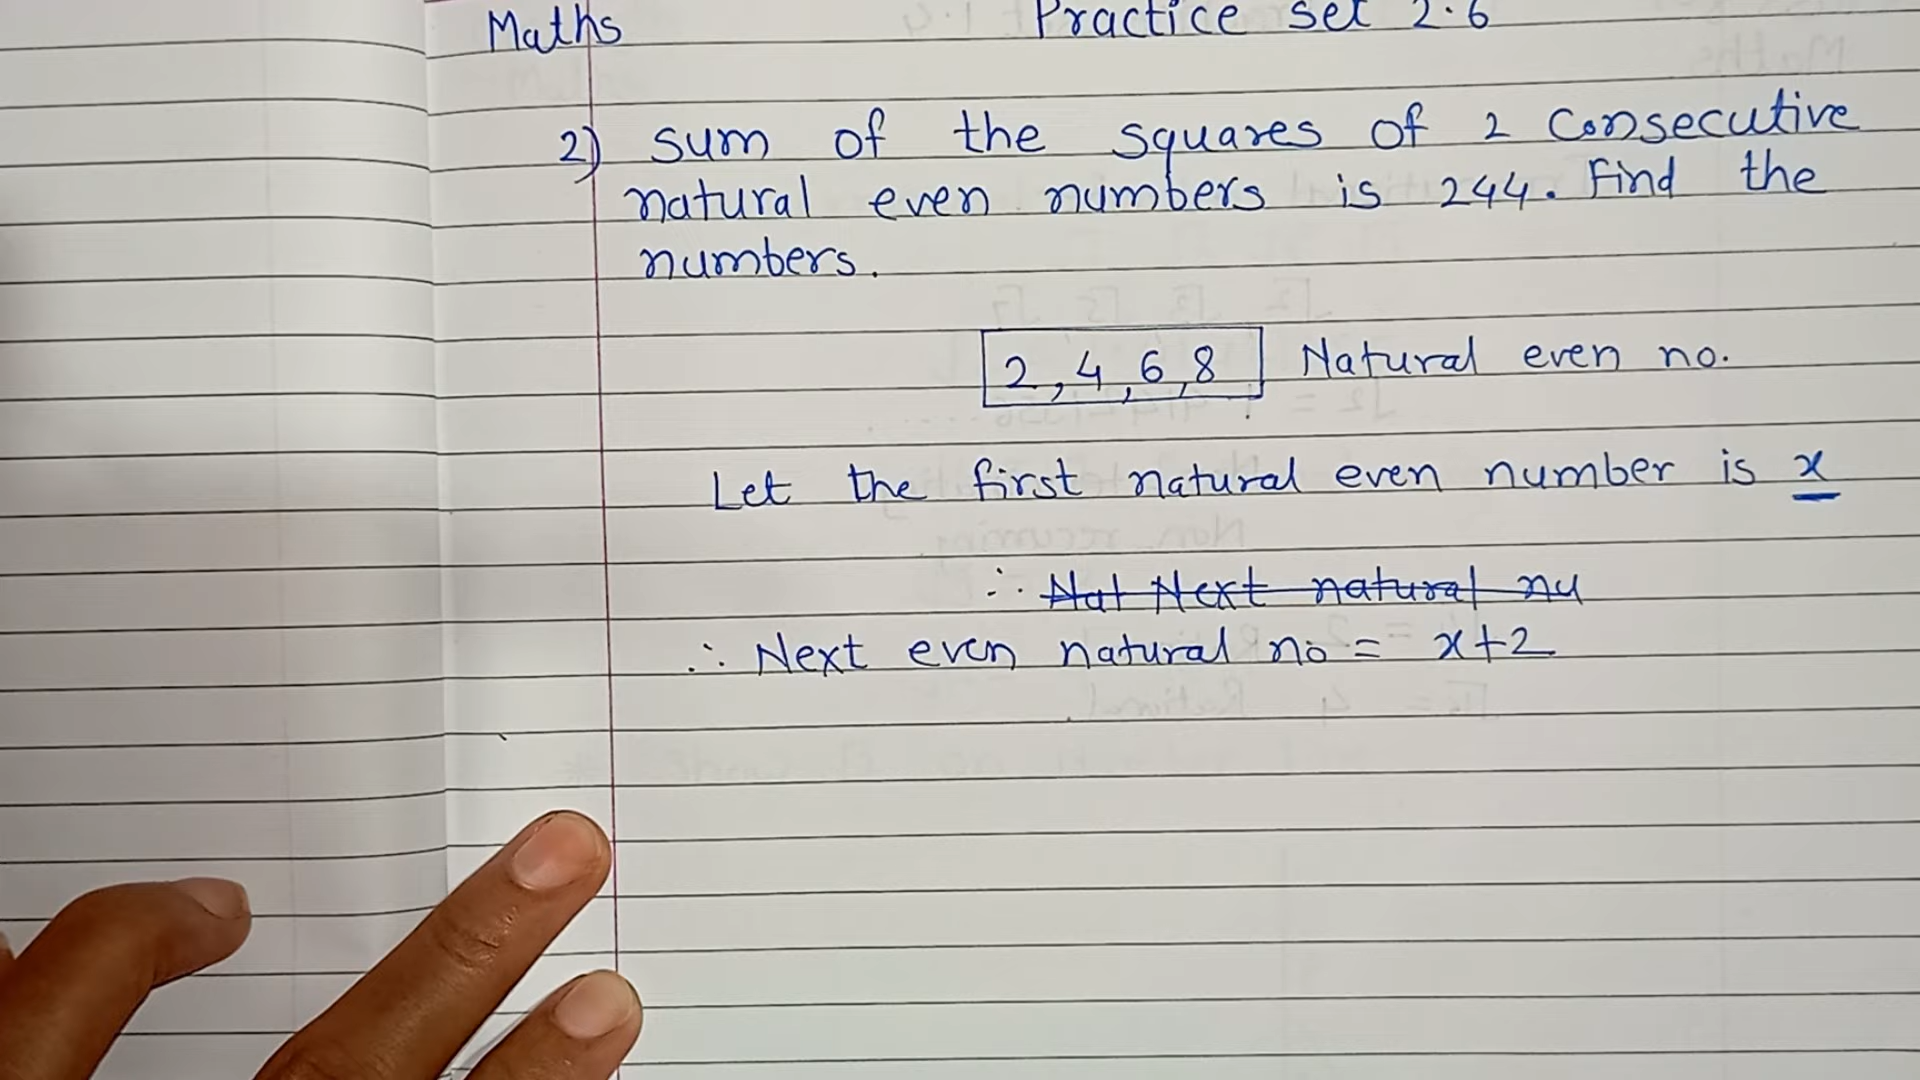 Maths Practice set 2.6
2) sum of the squares of 2 consecutive
natural even numbers is 244. Find the
numbers.
2, 4, 6, 8 Natural even no.
Let the first natural even number is x
∴ Nat Next natural nu
∴ Next even natural no = x+2